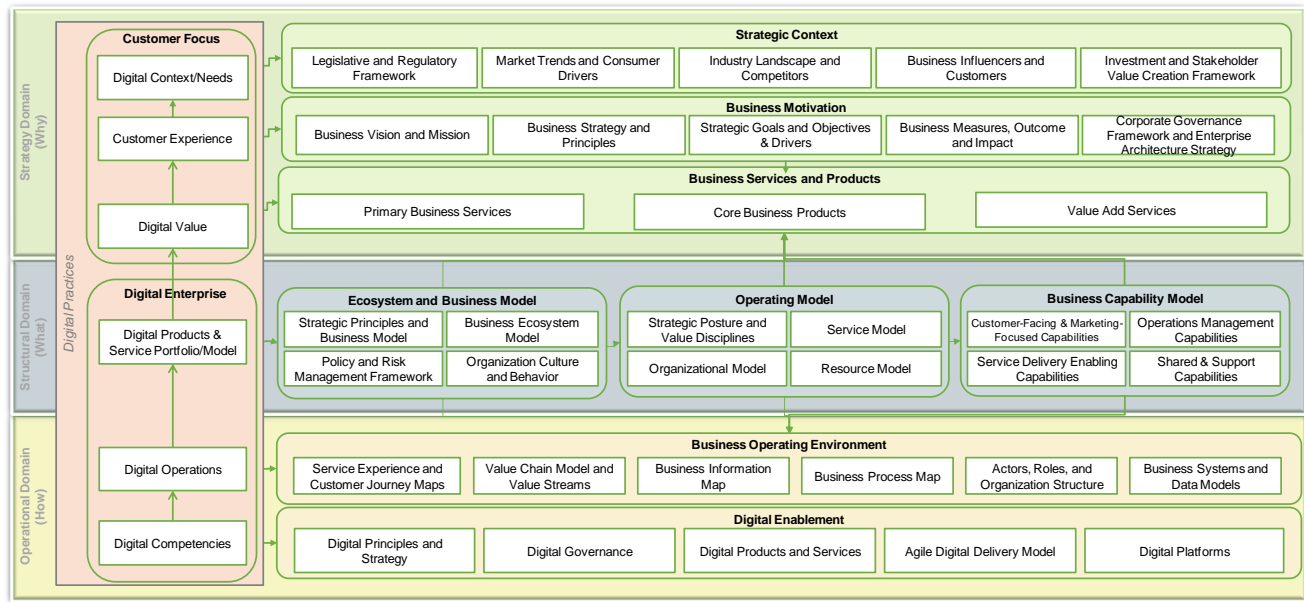 Strategy Domain
(Why)
Structural Domain
(What)
Operational Domain
(How)
Digital Practices
Customer Focus
Digital Context/Needs
Customer Experience
Digital Value
Digital Enterprise
Digital Products &
Service Portfolio/Model
Digital Operations
Digital Competencies
Strategic Context
Legislative and Regulatory
Framework
Market Trends and Consumer
Drivers
Industry Landscape and
Competitors
Business Influencers and
Customers
Investment and Stakeholder
Value Creation Framework
Business Motivation
Business Vision and Mission
Business Strategy and
Principles
Strategic Goals and Objectives
& Drivers
Business Measures, Outcome
and Impact
Corporate Governance
Framework and Enterprise
Architecture Strategy
Business Services and Products
Primary Business Services
Core Business Products
Value Add Services
Ecosystem and Business Model
Strategic Principles and
Business Model
Business Ecosystem
Model
Policy and Risk
Management Framework
Organization Culture
and Behavior
Operating Model
Strategic Posture and
Value Disciplines
Service Model
Organizational Model
Resource Model
Business Capability Model
Customer-Facing & Marketing-
Focused Capabilities
Operations Management
Capabilities
Service Delivery Enabling
Capabilities
Shared & Support
Capabilities
Business Operating Environment
Service Experience and
Customer Journey Maps
Value Chain Model and
Value Streams
Business Information
Map
Business Process Map
Actors, Roles, and
Organization Structure
Business Systems and
Data Models
Digital Enablement
Digital Principles and
Strategy
Digital Governance
Digital Products and Services
Agile Digital Delivery Model
Digital Platforms